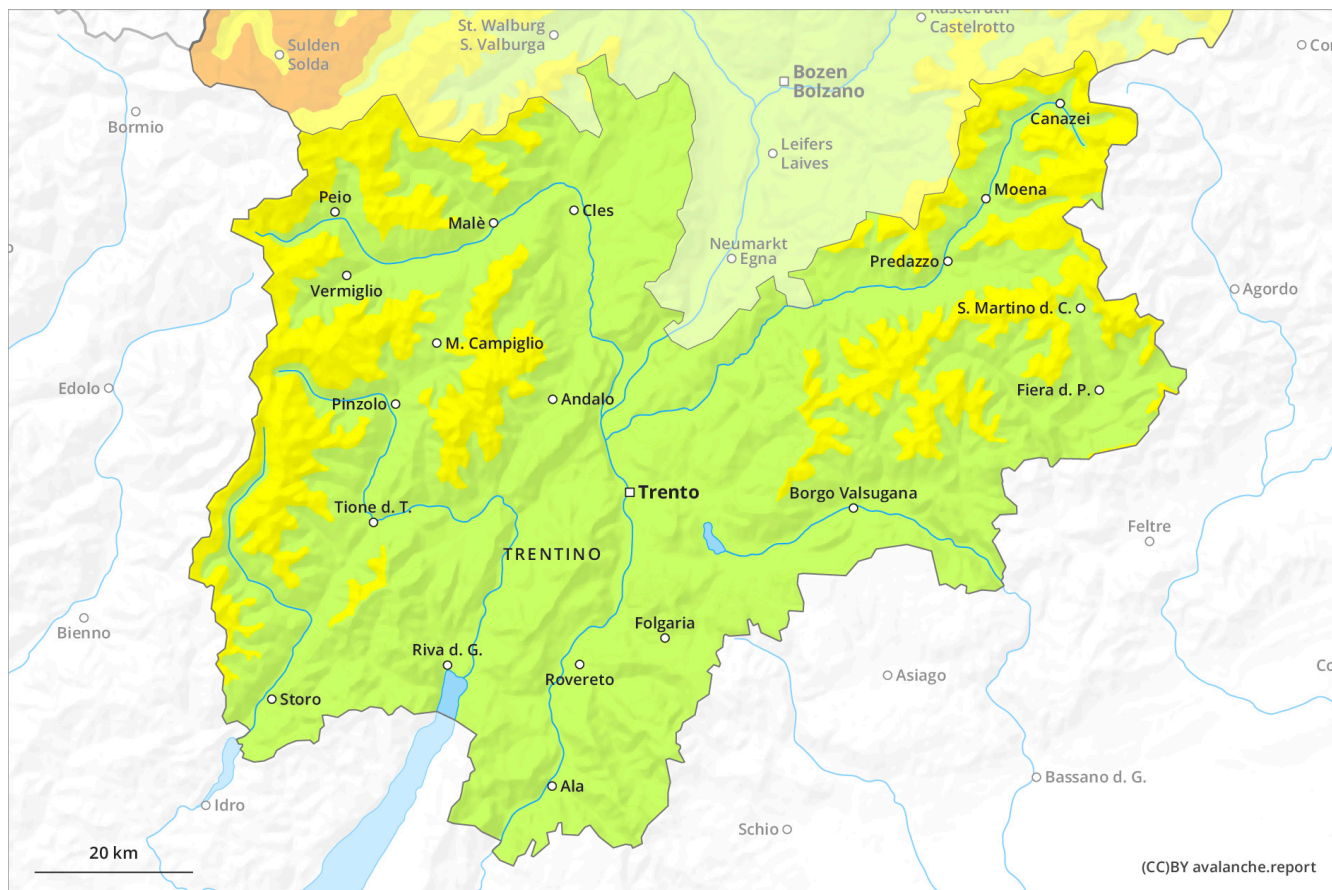 Kastelruth
Castelrotto
St. Walburg
S. Valburga
Sulden
Solda
Bozen
Bolzano
Bormio
Canazei
Leifers
Laives
Peio
Malè
Cles
Moena
Neumarkt
Egna
Predazzo
Vermiglio
Agordo
S. Martino d. C.
M. Campiglio
Edolo
Pinzolo
Andalo
Fiera d. P.
Trento
Borgo Valsugana
Tione d. T.
Feltre
TRENTINO
Bienno
Folgaria
Riva d. G.
Rovereto
Asiago
Storo
Ala
Bassano d. G.
Idro
Schio
20 km
(CC)BY avalanche.report